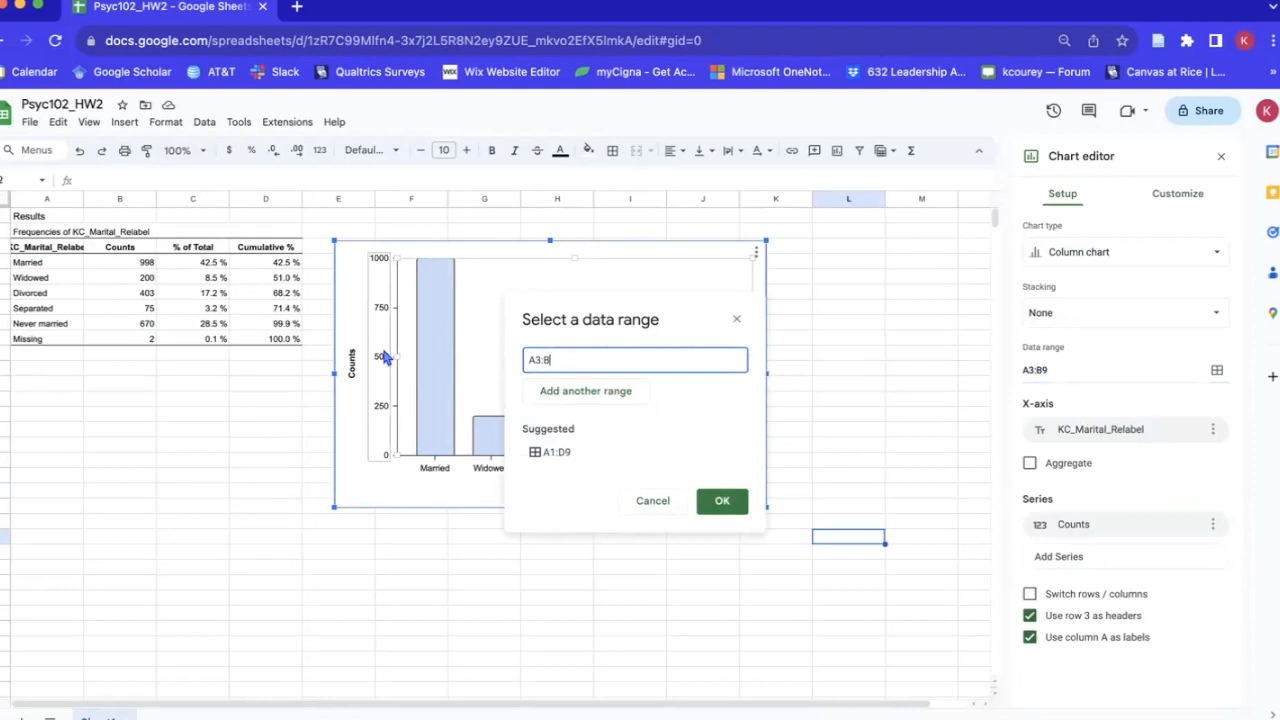 Psyc102_HW2 - Google Sheets
docs.google.com/spreadsheets/d/1zR7C99Mlfn4-3x7j2L5R8N2ey9ZUE_mkvo2EfX5lmkA/edit#gid=0
K
Calendar Google Scholar AT&T Slack Qualtrics Surveys Wix Website Editor myCigna - Get Ac... Microsoft OneNot... 632 Leadership A... kcourey — Forum Canvas at Rice | L...
Psyc102_HW2
File Edit View Insert Format Data Tools Extensions Help
Share
K
Menus 100% $ % .0 .00 123 Defaul... − 10 + B I A
fx
A B C D E F G H I J K L M
Results
Frequencies of KC_Marital_Relabel
KC_Marital_Relabe Counts % of Total Cumulative %
Married 998 42.5 % 42.5 %
Widowed 200 8.5 % 51.0 %
Divorced 403 17.2 % 68.2 %
Separated 75 3.2 % 71.4 %
Never married 670 28.5 % 99.9 %
Missing 2 0.1 % 100.0 %
1000
750
250
0
Counts
Married Widowe
Select a data range
A3:B
Add another range
Suggested
A1:D9
Cancel OK
Chart editor
Setup Customize
Chart type
Column chart
Stacking
None
Data range
A3:B9
X-axis
Tr KC_Marital_Relabel
Aggregate
Series
123 Counts
Add Series
Switch rows / columns
Use row 3 as headers
Use column A as labels